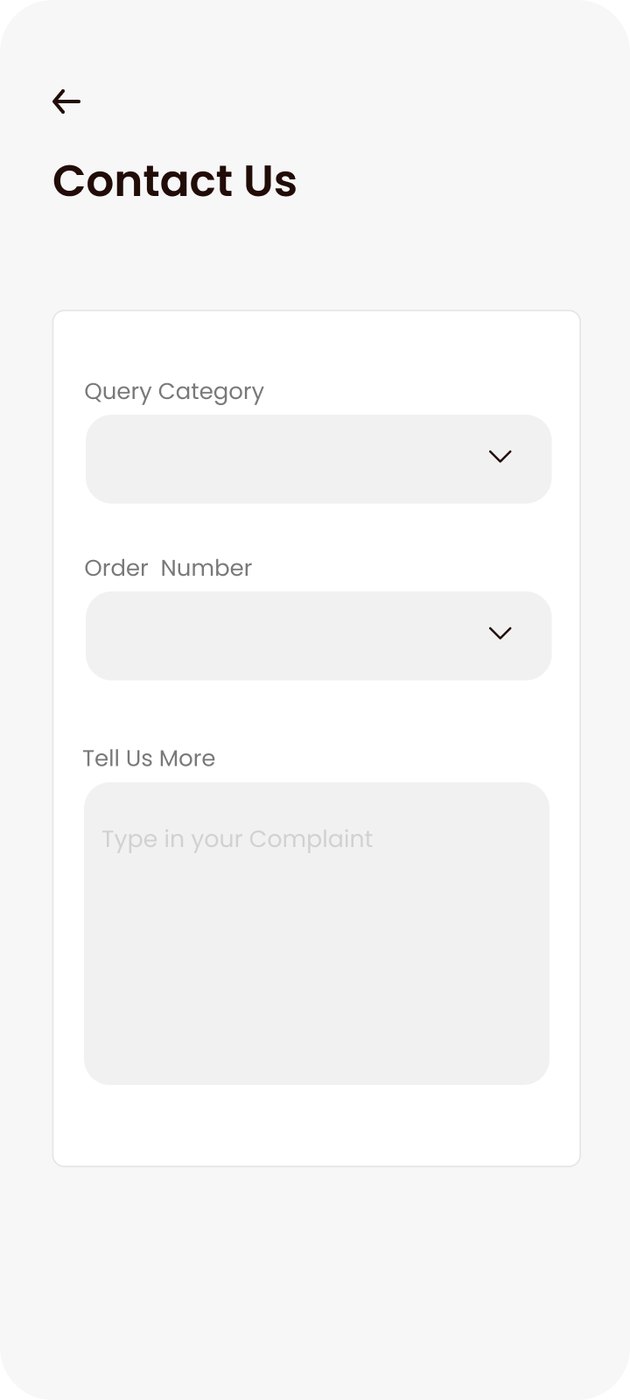 Contact Us
Query Category
Order  Number
Tell Us More
Type in your Complaint